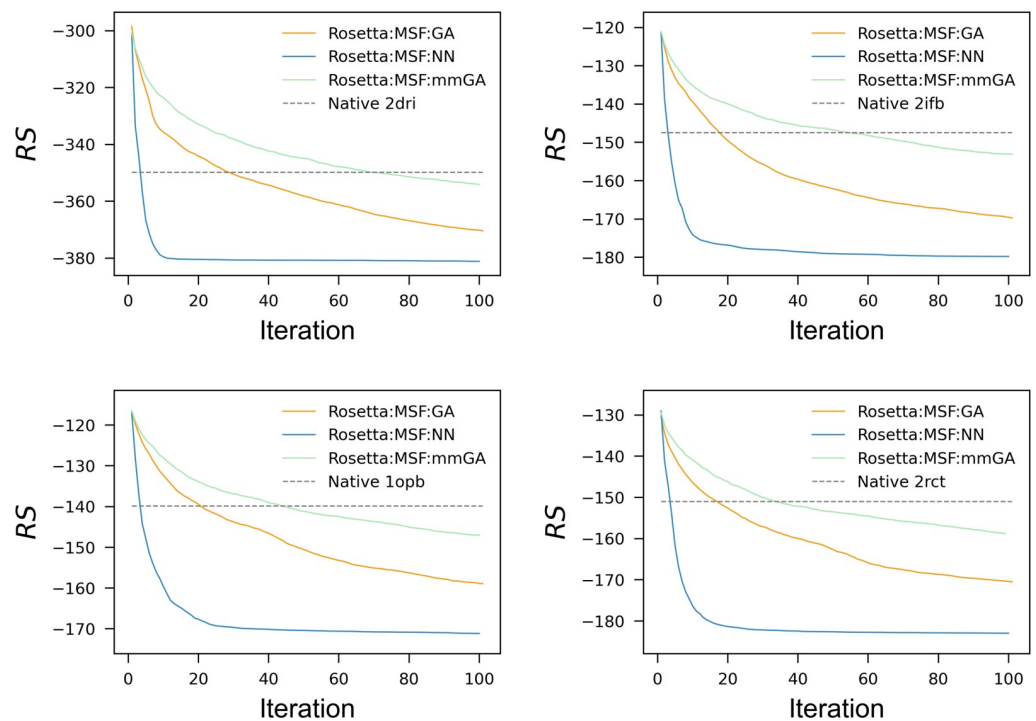 −300
−320
−340
−360
−380
RS
Rosetta:MSF:GA
Rosetta:MSF:NN
Rosetta:MSF:mmGA
Native 2dri
0 20 40 60 80 100
Iteration
−120
−130
−140
−150
−160
−170
−180
RS
Rosetta:MSF:GA
Rosetta:MSF:NN
Rosetta:MSF:mmGA
Native 2ifb
0 20 40 60 80 100
Iteration
−120
−130
−140
−150
−160
−170
RS
Rosetta:MSF:GA
Rosetta:MSF:NN
Rosetta:MSF:mmGA
Native 1opb
0 20 40 60 80 100
Iteration
−130
−140
−150
−160
−170
−180
RS
Rosetta:MSF:GA
Rosetta:MSF:NN
Rosetta:MSF:mmGA
Native 2rct
0 20 40 60 80 100
Iteration